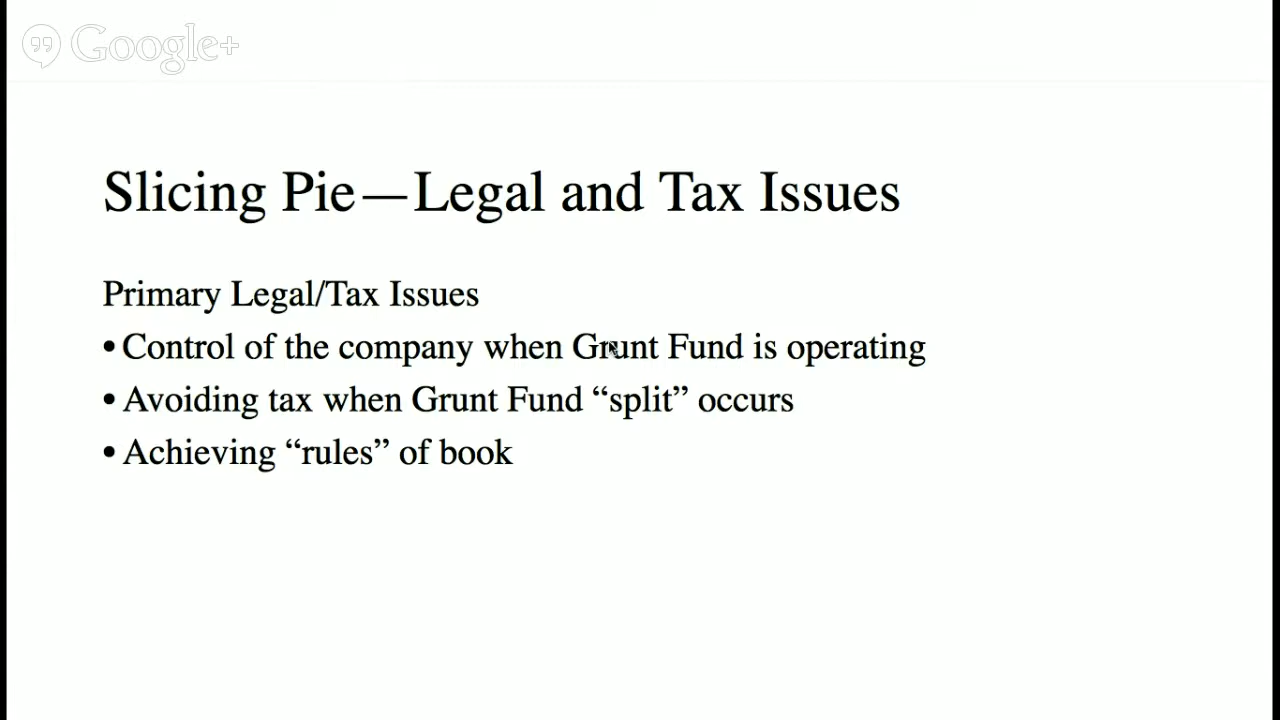 Google+
Slicing Pie—Legal and Tax Issues
Primary Legal/Tax Issues
• Control of the company when Grunt Fund is operating
• Avoiding tax when Grunt Fund “split” occurs
• Achieving “rules” of book